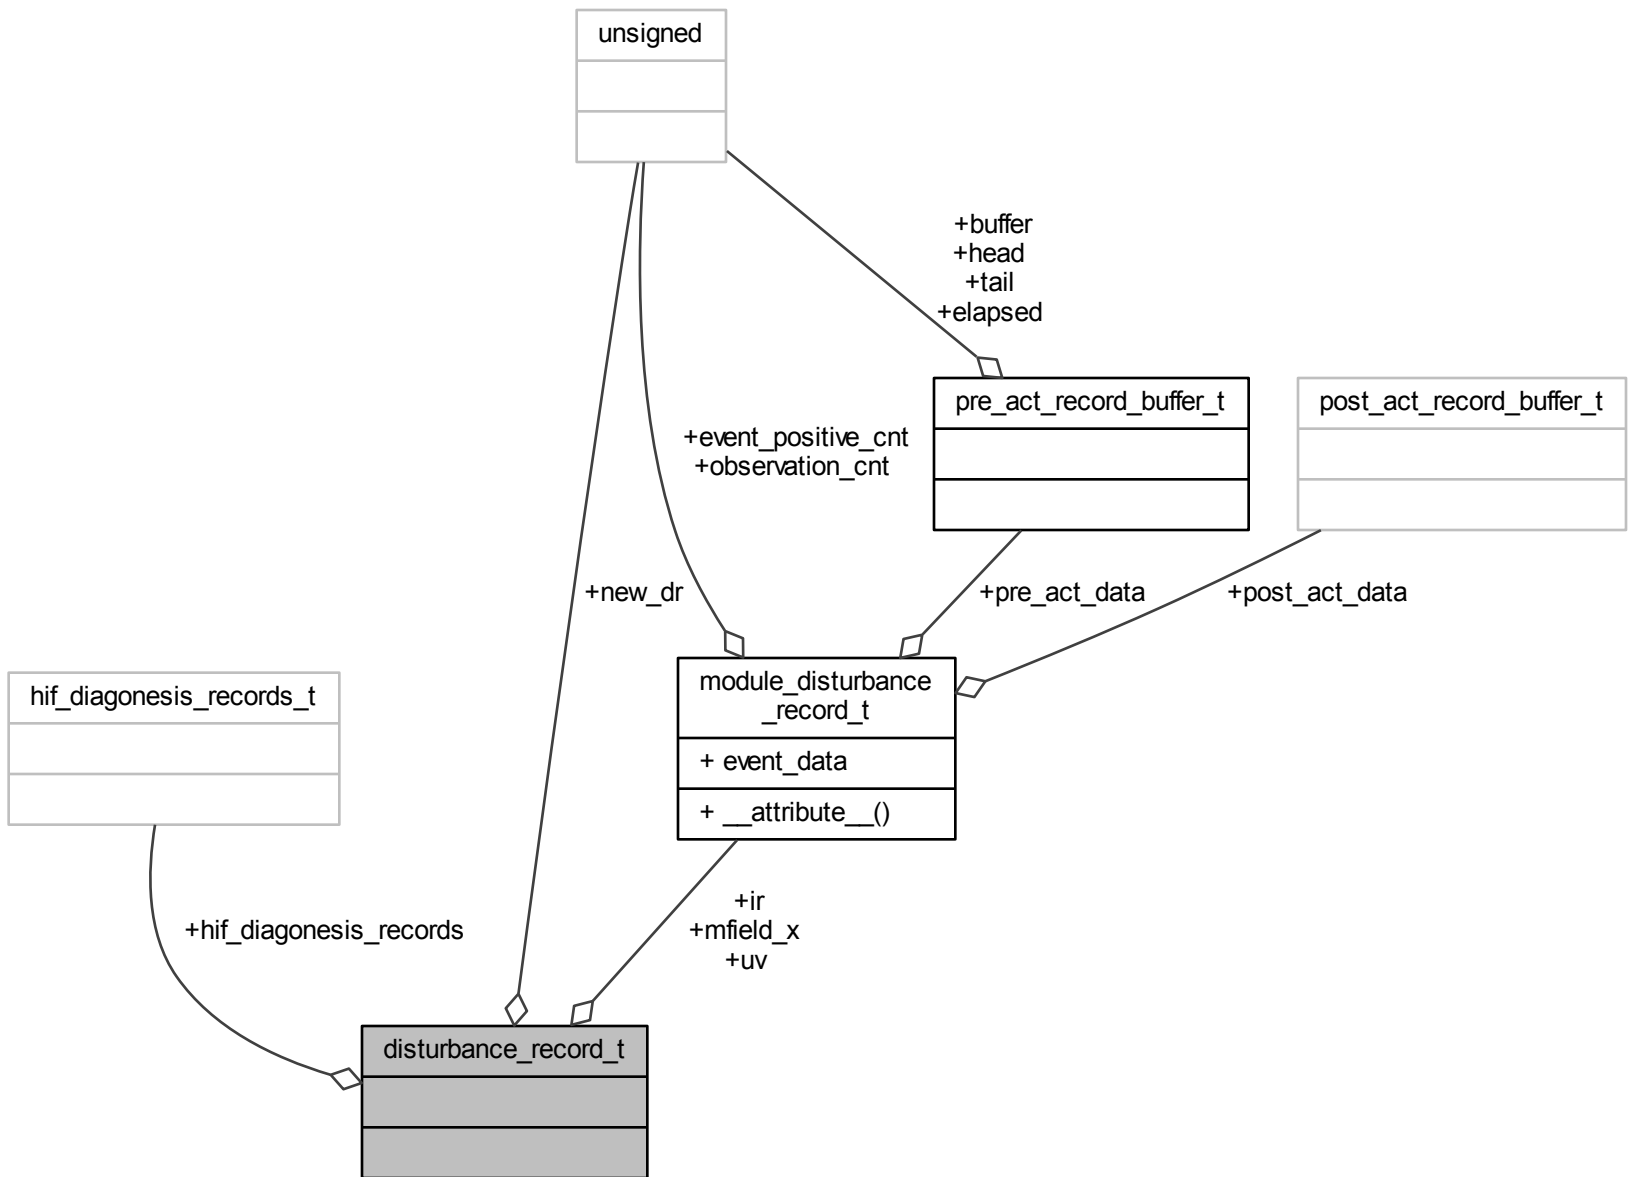 unsigned
+buffer
+head
+tail
+elapsed
pre_act_record_buffer_t
post_act_record_buffer_t
+event_positive_cnt
+observation_cnt
+new_dr
+pre_act_data
+post_act_data
hif_diagonesis_records_t
module_disturbance
_record_t
+ event_data
+ __attribute__()
+hif_diagonesis_records
+ir
+mfield_x
+uv
disturbance_record_t